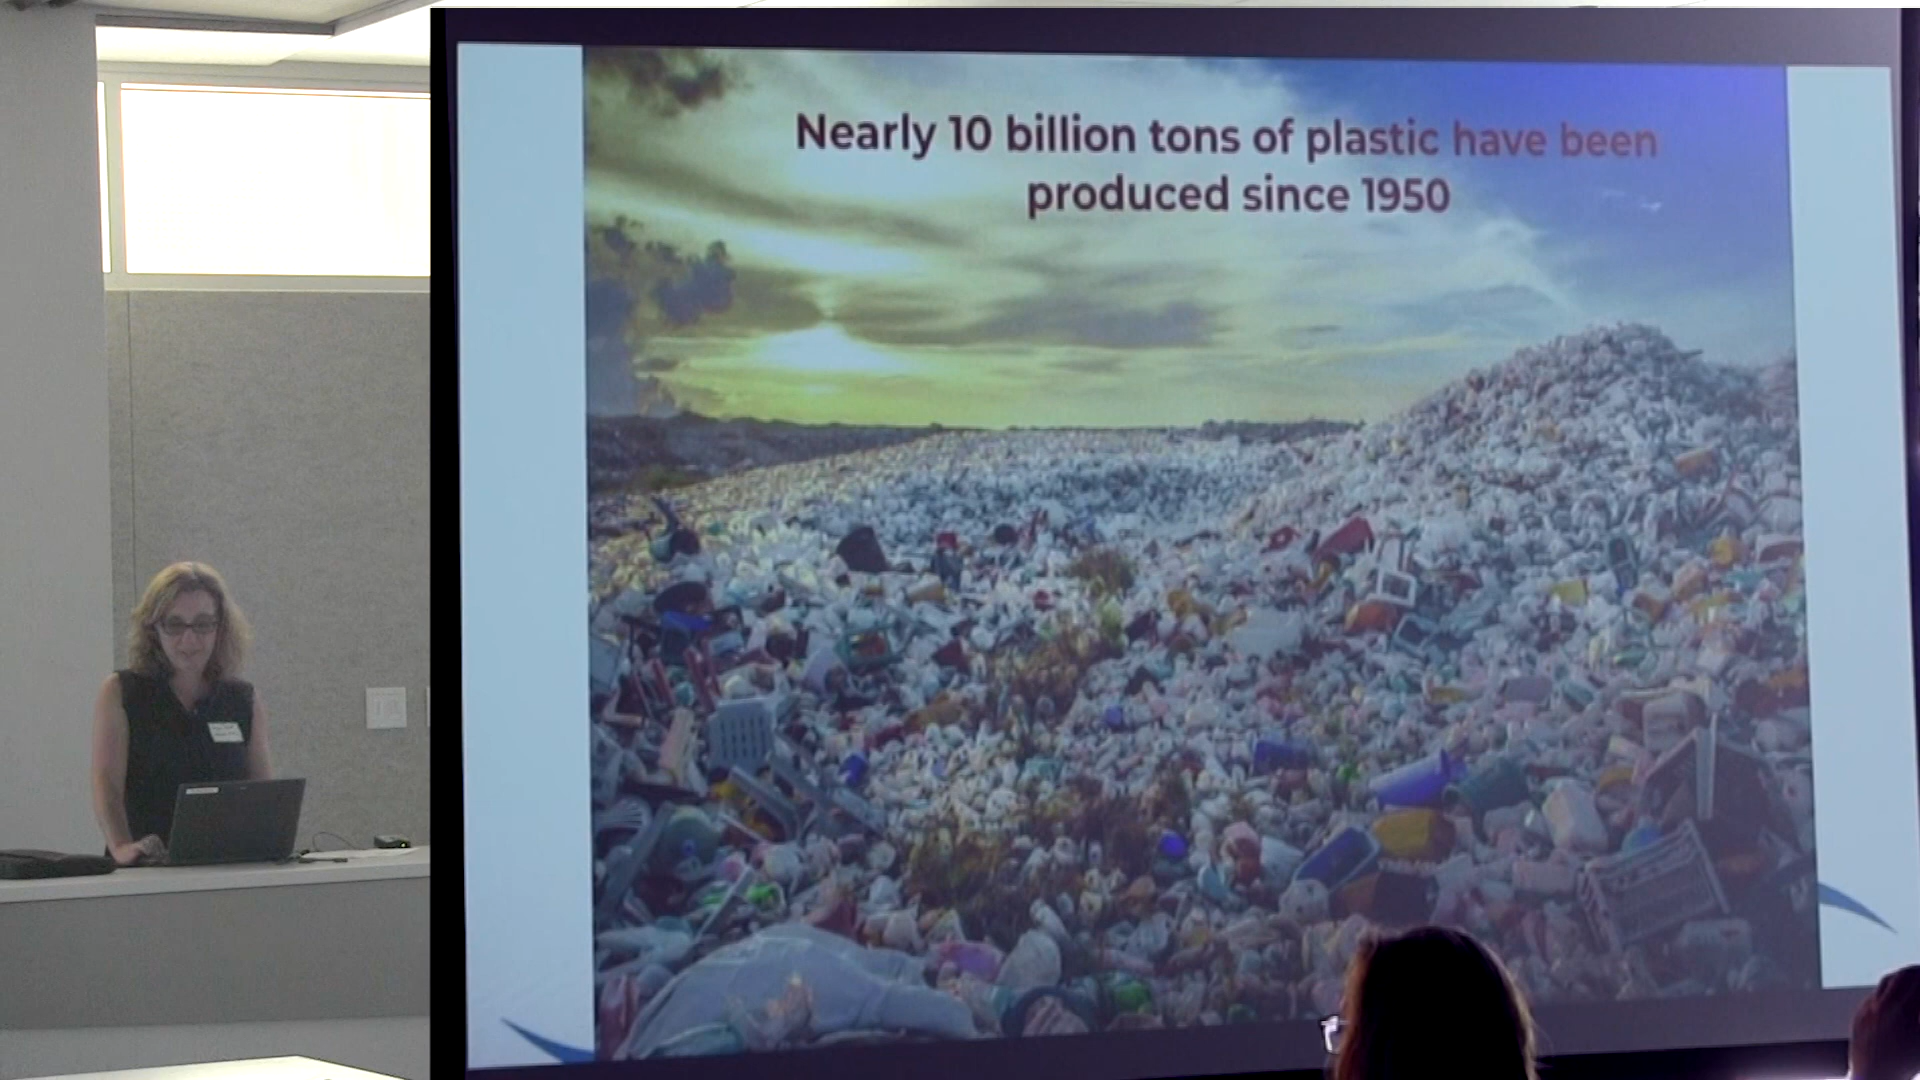 Nearly 10 billion tons of plastic have been
produced since 1950